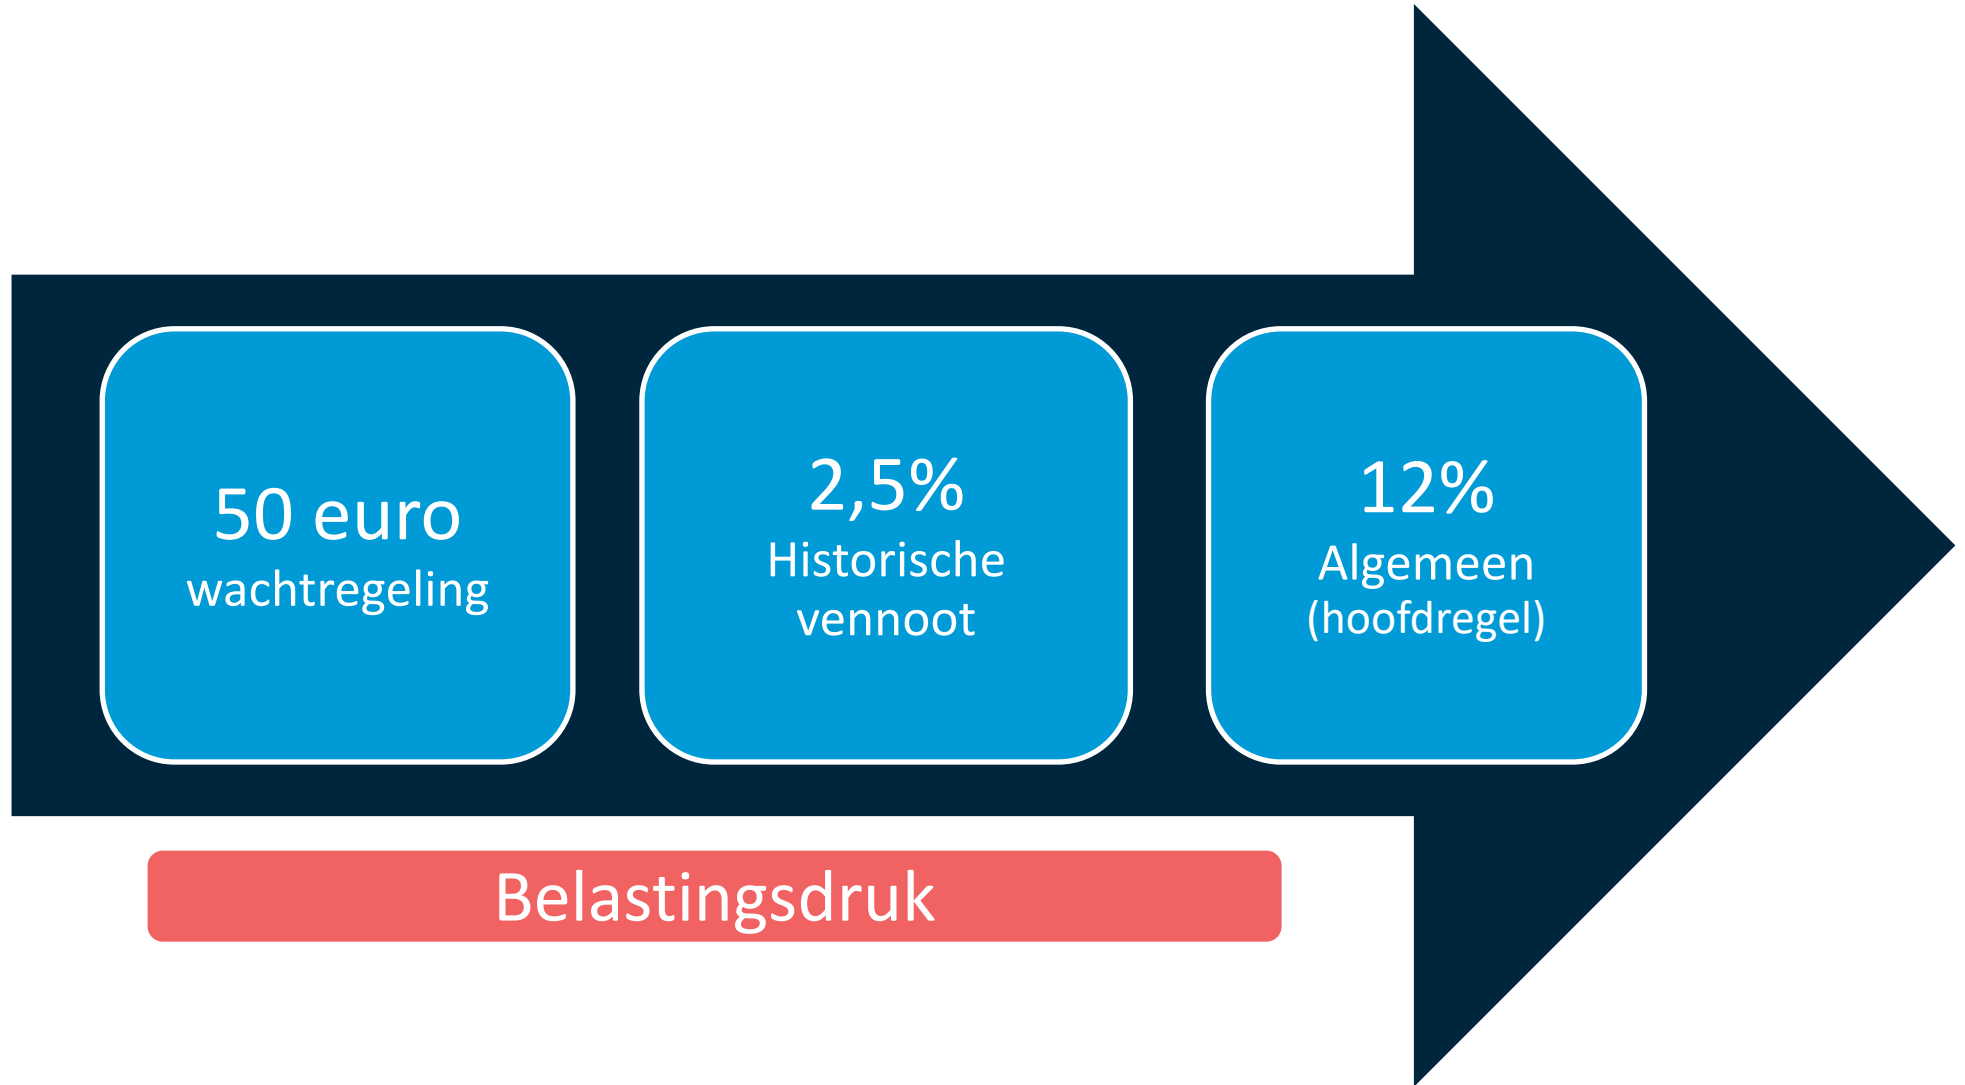 50 euro
wachtregeling
2,5%
Historische
vennoot
12%
Algemeen
(hoofdregel)
Belastingsdruk